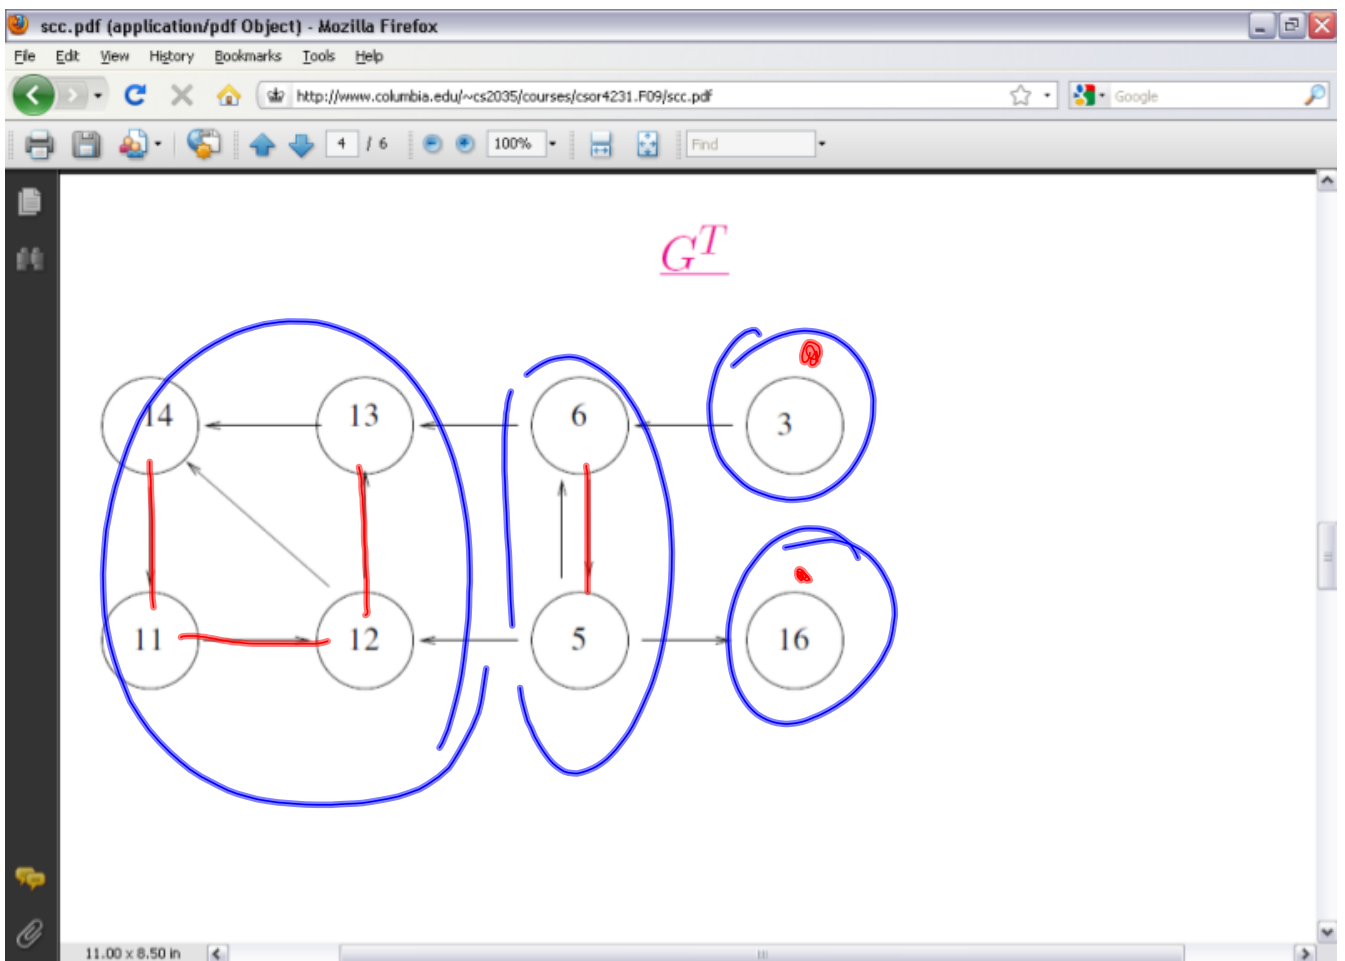 scc.pdf (application/pdf Object) - Mozilla Firefox
File Edit View History Bookmarks Tools Help
http://www.columbia.edu/~cs2035/courses/csor4231.F09/scc.pdf Google
4 / 6 100% Find
G^T
14 13 6 3
11 12 5 16
11.00 x 8.50 in